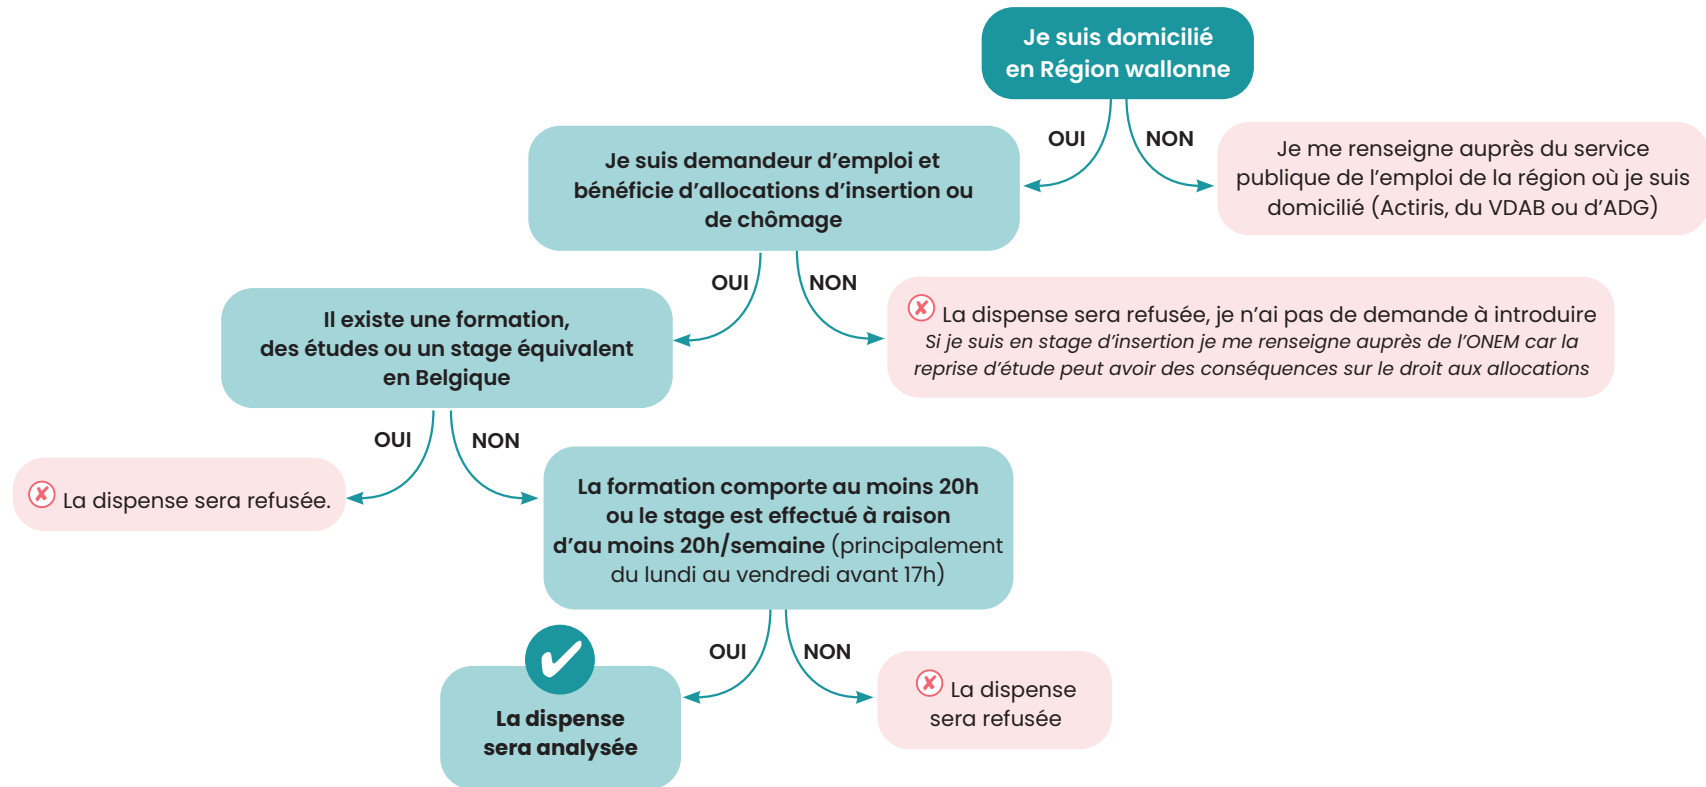 Je suis domicilié
en Région wallonne
OUI
NON
Je me renseigne auprès du service
publique de l’emploi de la région où je suis
domicilié (Actiris, du VDAB ou d’ADG)
Je suis demandeur d’emploi et
bénéficie d’allocations d’insertion ou
de chômage
OUI
NON
La dispense sera refusée, je n’ai pas de demande à introduire
Si je suis en stage d’insertion je me renseigne auprès de l’ONEM car la
reprise d’étude peut avoir des conséquences sur le droit aux allocations
Il existe une formation,
des études ou un stage équivalent
en Belgique
OUI
NON
La dispense sera refusée.
La formation comporte au moins 20h
ou le stage est effectué à raison
d’au moins 20h/semaine (principalement
du lundi au vendredi avant 17h)
OUI
NON
La dispense
sera analysée
La dispense
sera refusée